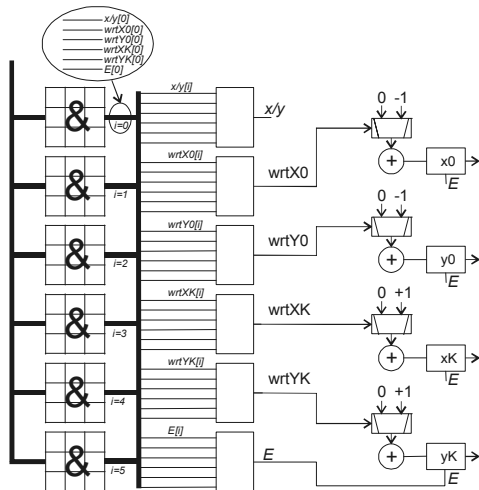 x/y[0]
wrtX0[0]
wrtY0[0]
wrtXK[0]
wrtYK[0]
E[0]
& i=0 x/y[i] x/y
0 -1
+ x0
E
& i=1 wrtX0[i] wrtX0
& i=2 wrtY0[i] wrtY0
0 -1
+ y0
E
& i=3 wrtXK[i] wrtXK
0 +1
+ xK
E
& i=4 wrtYK[i] wrtYK
0 +1
+ yK
E
& i=5 E[i] E